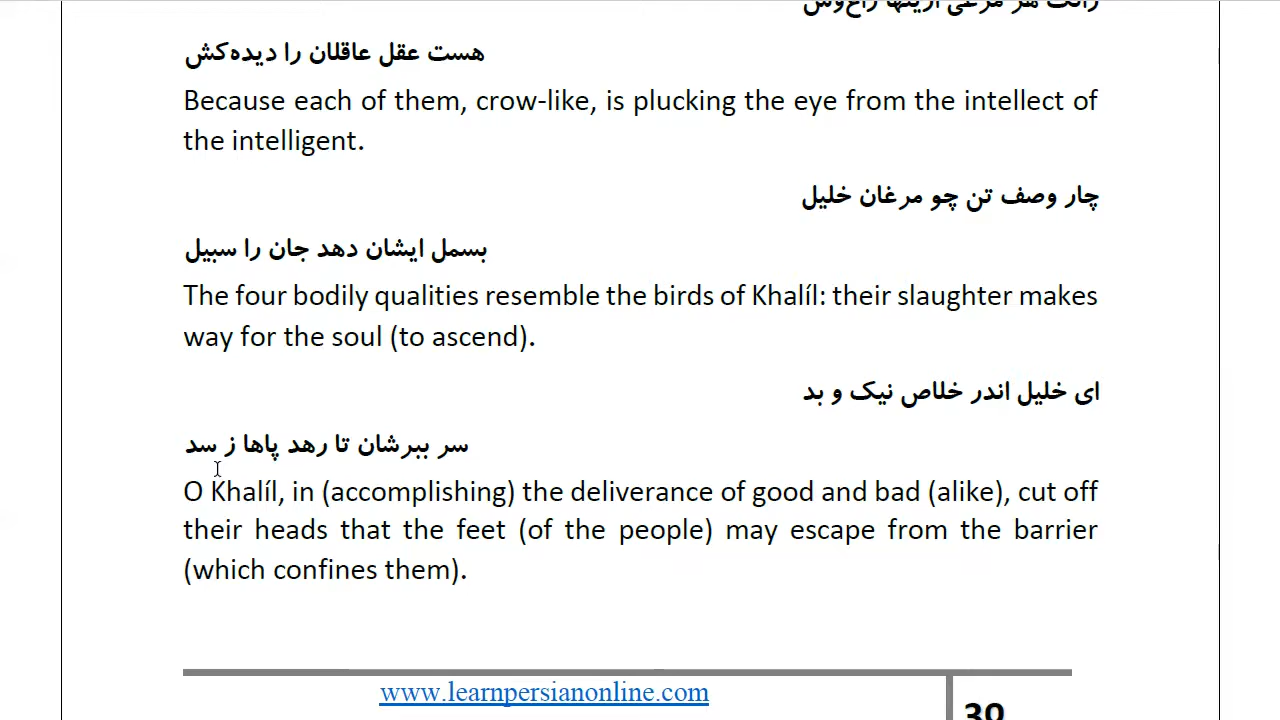 هست عقل عاقلان را دیده‌کش
Because each of them, crow-like, is plucking the eye from the intellect of
the intelligent.
چار وصف تن چو مرغان خلیل
بسمل ایشان دهد جان را سبیل
The four bodily qualities resemble the birds of Khalíl: their slaughter makes
way for the soul (to ascend).
ای خلیل اندر خلاص نیک و بد
سر ببرشان تا رهد پاها ز سد
O Khalíl, in (accomplishing) the deliverance of good and bad (alike), cut off
their heads that the feet (of the people) may escape from the barrier
(which confines them).
www.learnpersianonline.com
30